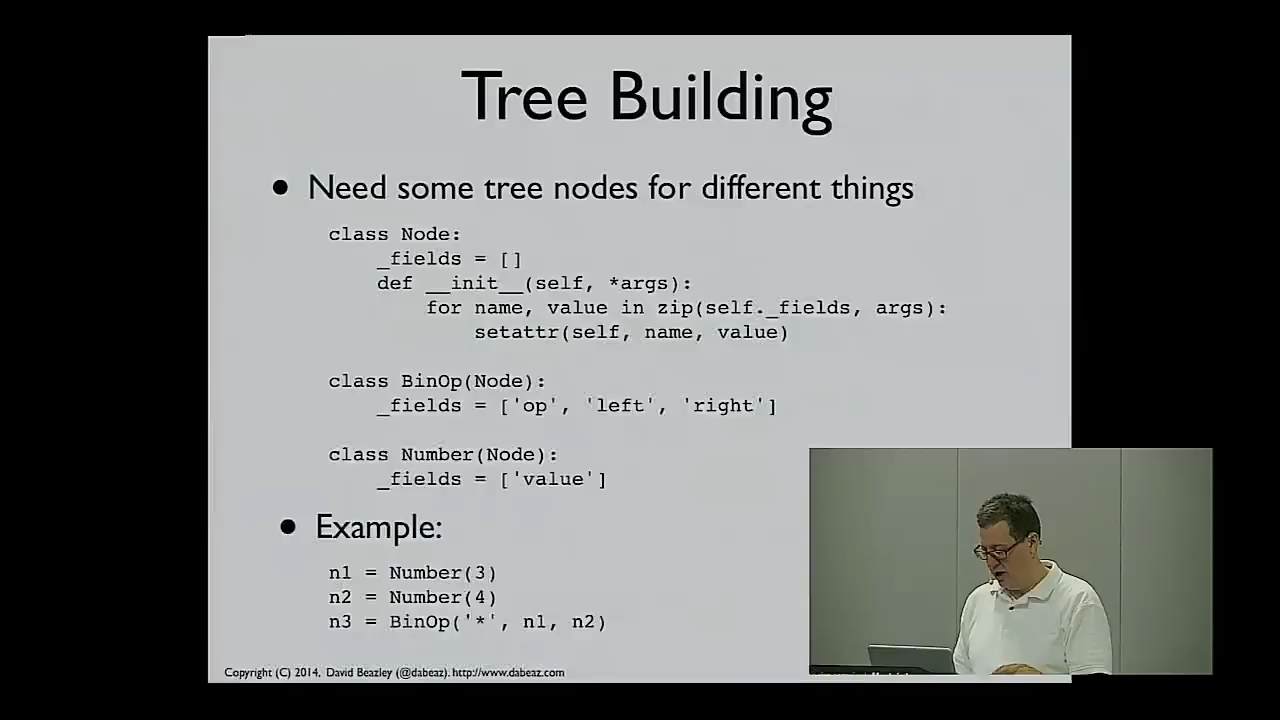 Tree Building
• Need some tree nodes for different things
class Node:
    _fields = []
    def __init__(self, *args):
        for name, value in zip(self._fields, args):
            setattr(self, name, value)
class BinOp(Node):
    _fields = ['op', 'left', 'right']
class Number(Node):
    _fields = ['value']
• Example:
n1 = Number(3)
n2 = Number(4)
n3 = BinOp('*', n1, n2)
Copyright (C) 2014, David Beazley (@dabeaz). http://www.dabeaz.com